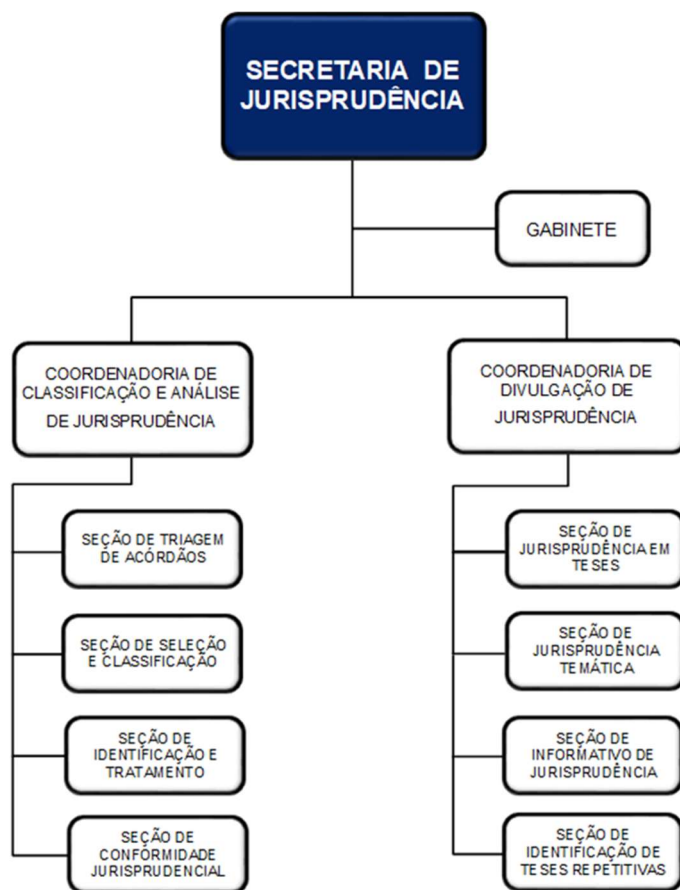 SECRETARIA DE
JURISPRUDÊNCIA
GABINETE
COORDENADORIA DE
CLASSIFICAÇÃO E ANÁLISE
DE JURISPRUDÊNCIA
SEÇÃO DE TRIAGEM
DE ACÓRDÃOS
SEÇÃO DE SELEÇÃO
E CLASSIFICAÇÃO
SEÇÃO DE
IDENTIFICAÇÃO E
TRATAMENTO
SEÇÃO DE
CONFORMIDADE
JURISPRUDENCIAL
COORDENADORIA DE
DIVULGAÇÃO DE
JURISPRUDÊNCIA
SEÇÃO DE
JURISPRUDÊNCIA EM
TESES
SEÇÃO DE
JURISPRUDÊNCIA
TEMÁTICA
SEÇÃO DE
INFORMATIVO DE
JURISPRUDÊNCIA
SEÇÃO DE
IDENTIFICAÇÃO DE
TESES REPETITIVAS